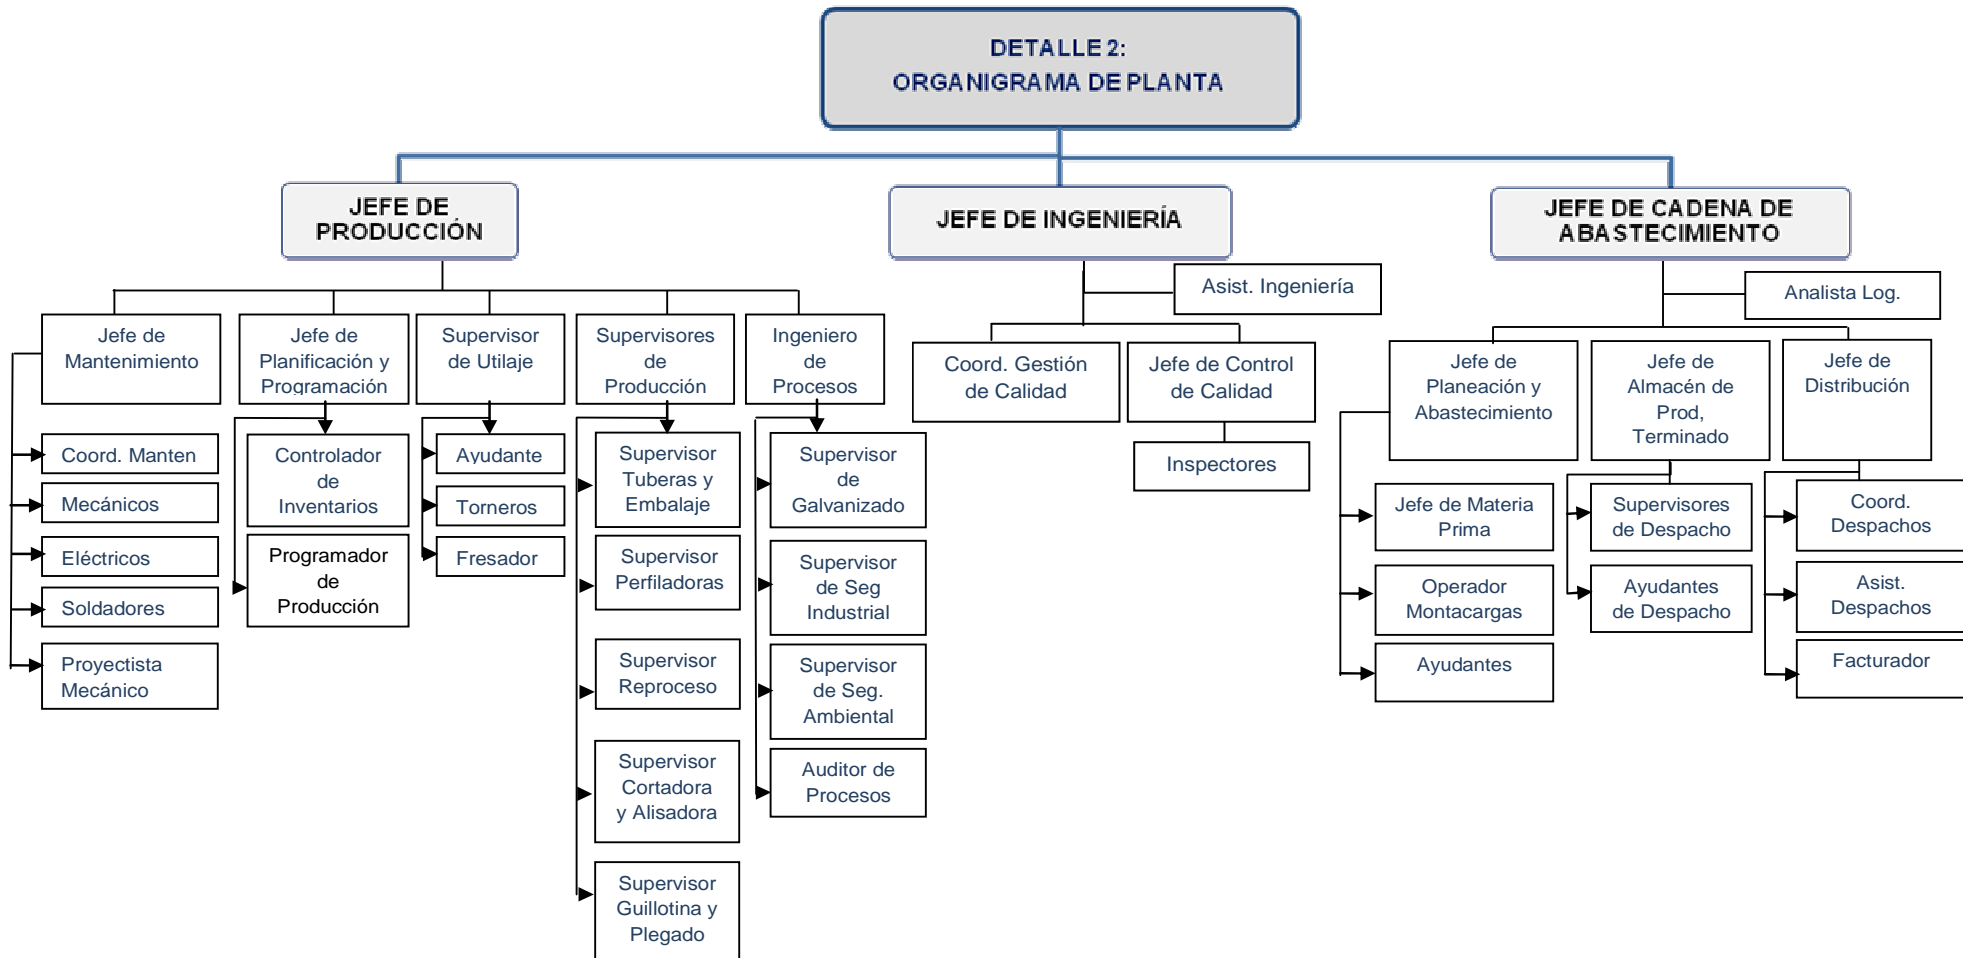 DETALLE 2:
ORGANIGRAMA DE PLANTA
JEFE DE
PRODUCCIÓN
JEFE DE INGENIERÍA
JEFE DE CADENA DE
ABASTECIMIENTO
Asist. Ingeniería
Analista Log.
Jefe de
Mantenimiento
Jefe de
Planificación y
Programación
Supervisor
de Utilaje
Supervisores
de
Producción
Ingeniero
de
Procesos
Coord. Gestión
de Calidad
Jefe de Control
de Calidad
Jefe de
Planeación y
Abastecimiento
Jefe de
Almacén de
Prod,
Terminado
Jefe de
Distribución
Coord. Manten
Mecánicos
Eléctricos
Soldadores
Proyectista
Mecánico
Controlador
de
Inventarios
Programador
de
Producción
Ayudante
Torneros
Fresador
Supervisor
Tuberas y
Embalaje
Supervisor
Perfiladoras
Supervisor
Reproceso
Supervisor
Cortadora
y Alisadora
Supervisor
Guillotina y
Plegado
Supervisor
de
Galvanizado
Supervisor
de Seg
Industrial
Supervisor
de Seg.
Ambiental
Auditor de
Procesos
Inspectores
Jefe de Materia
Prima
Operador
Montacargas
Ayudantes
Supervisores
de Despacho
Ayudantes
de Despacho
Coord.
Despachos
Asist.
Despachos
Facturador